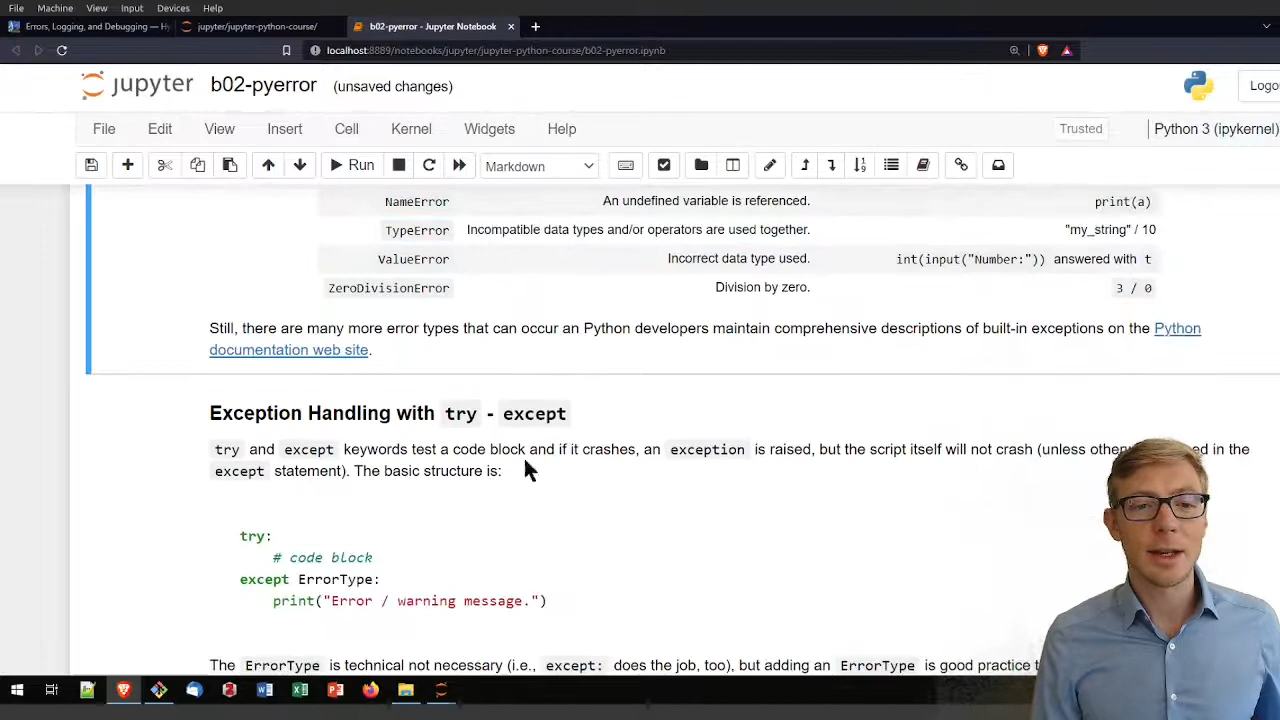 File Machine View Input Devices Help
Errors, Logging, and Debugging — Hy
jupyter/jupyter-python-course/
b02-pyerror - Jupyter Notebook
localhost:8889/notebooks/jupyter/jupyter-python-course/b02-pyerror.ipynb
jupyter b02-pyerror (unsaved changes)
Logo
File Edit View Insert Cell Kernel Widgets Help
Trusted
Python 3 (ipykernel)
Run
Markdown
NameError An undefined variable is referenced. print(a)
TypeError Incompatible data types and/or operators are used together. "my_string" / 10
ValueError Incorrect data type used. int(input("Number:")) answered with t
ZeroDivisionError Division by zero. 3 / 0
Still, there are many more error types that can occur an Python developers maintain comprehensive descriptions of built-in exceptions on the Python
documentation web site.
Exception Handling with try - except
try and except keywords test a code block and if it crashes, an exception is raised, but the script itself will not crash (unless in the
except statement). The basic structure is:
try:
# code block
except ErrorType:
print("Error / warning message.")
The ErrorType is technical not necessary (i.e., except: does the job, too), but adding an ErrorType is good practice